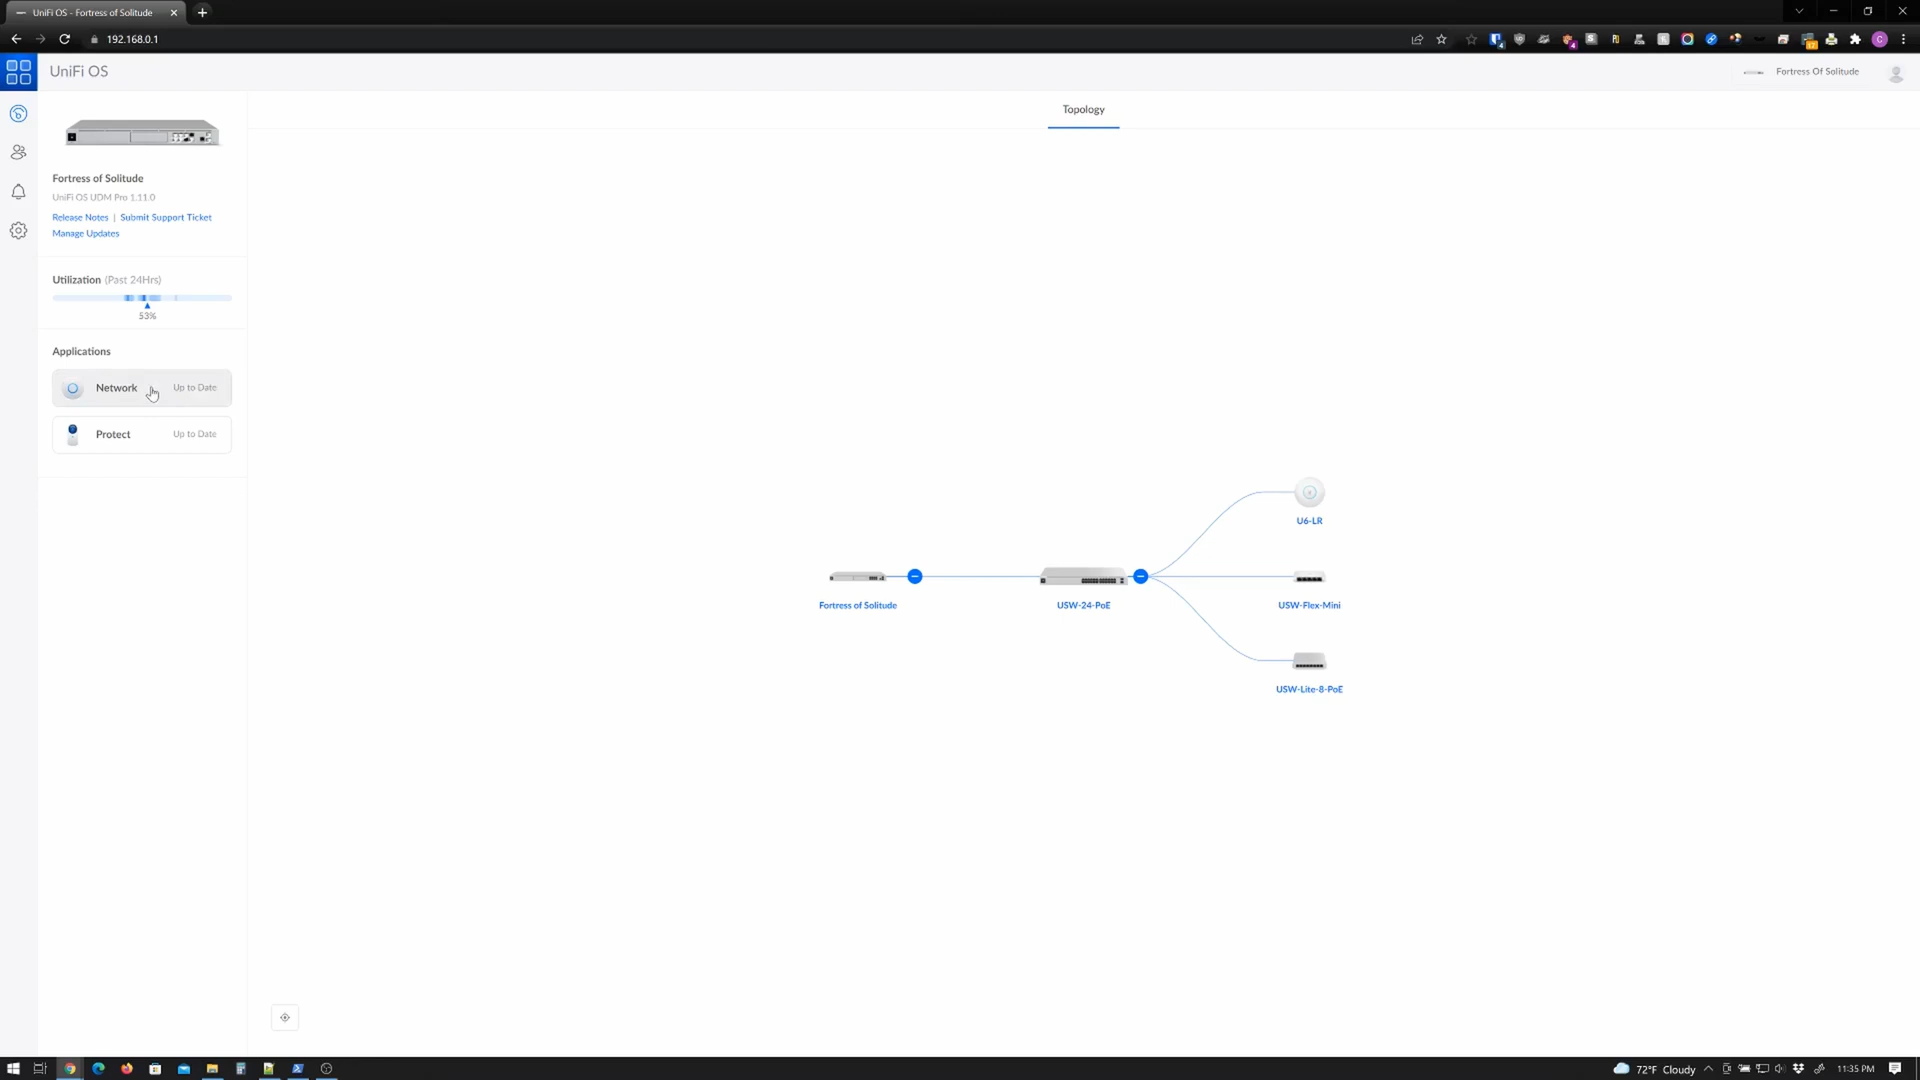 UniFi OS - Fortress of Solitude
192.168.0.1
UniFi OS
Fortress Of Solitude
Topology
Fortress of Solitude
UniFi OS UDM Pro 1.11.0
Release Notes | Submit Support Ticket
Manage Updates
Utilization (Past 24Hrs)
53%
Applications
Network Up to Date
Protect Up to Date
U6-LR
Fortress of Solitude
USW-24-PoE
USW-Flex-Mini
USW-Lite-8-PoE
72°F Cloudy
11:35 PM